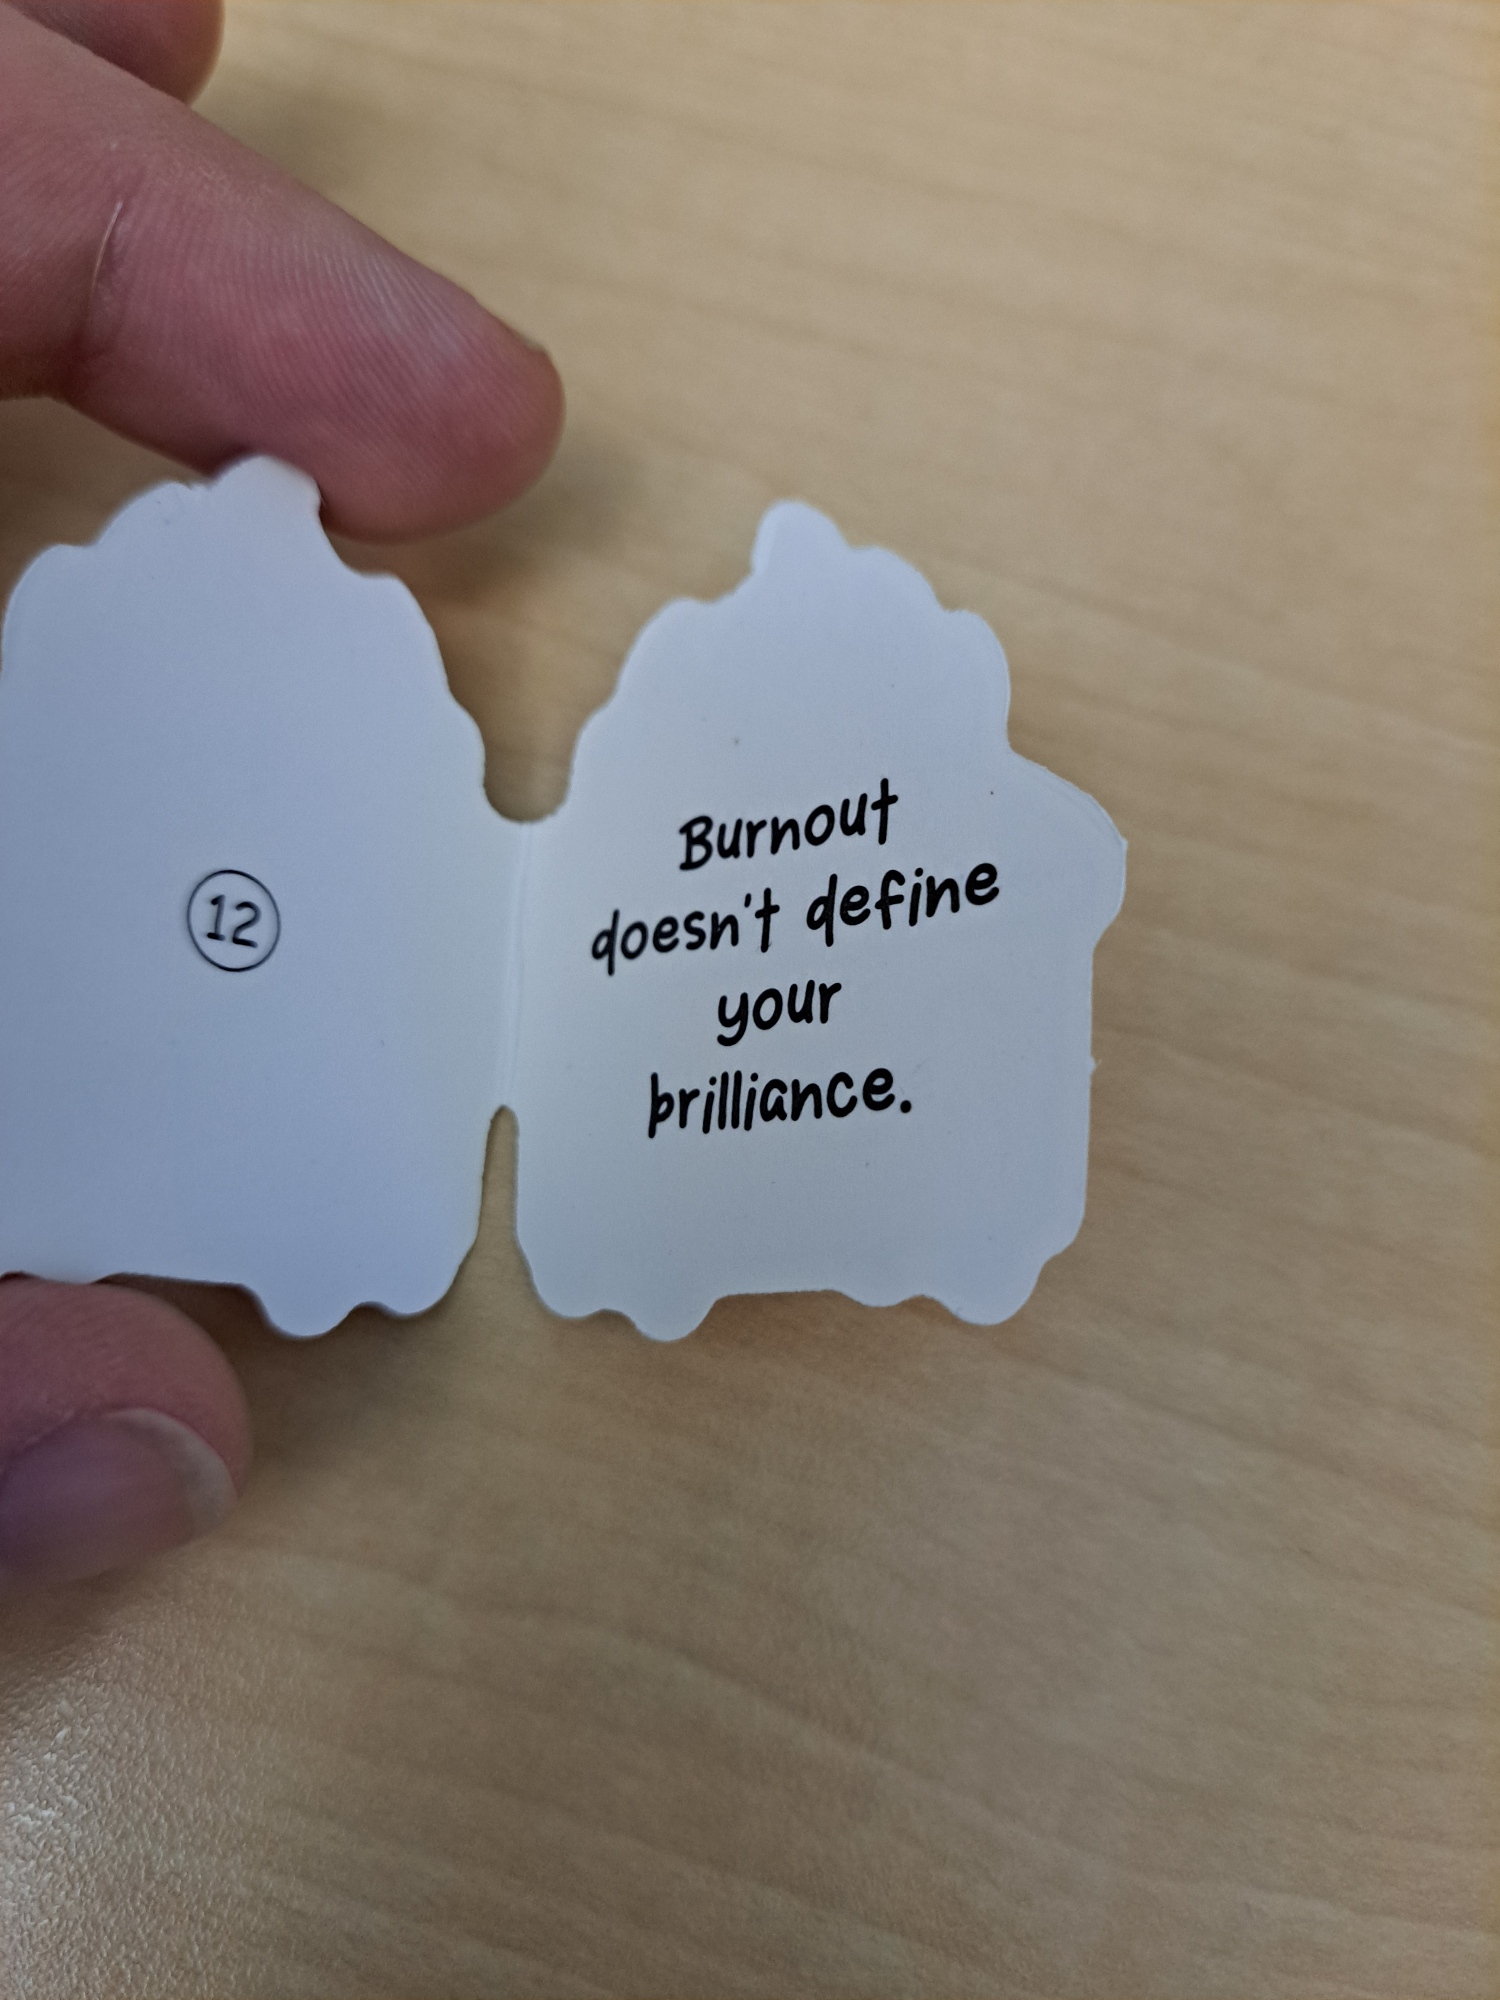 12
Burnout
doesn't define
your
brilliance.